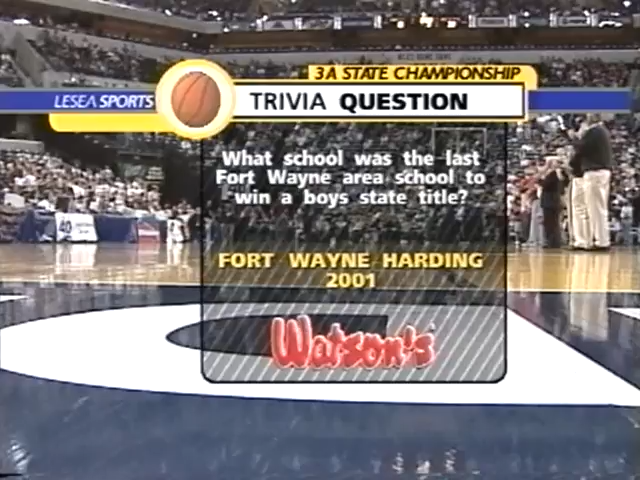 3A STATE CHAMPIONSHIP
LESEA SPORTS
TRIVIA QUESTION
What school was the last
Fort Wayne area school to
win a boys state title?
FORT WAYNE HARDING
2001
Watson's
40